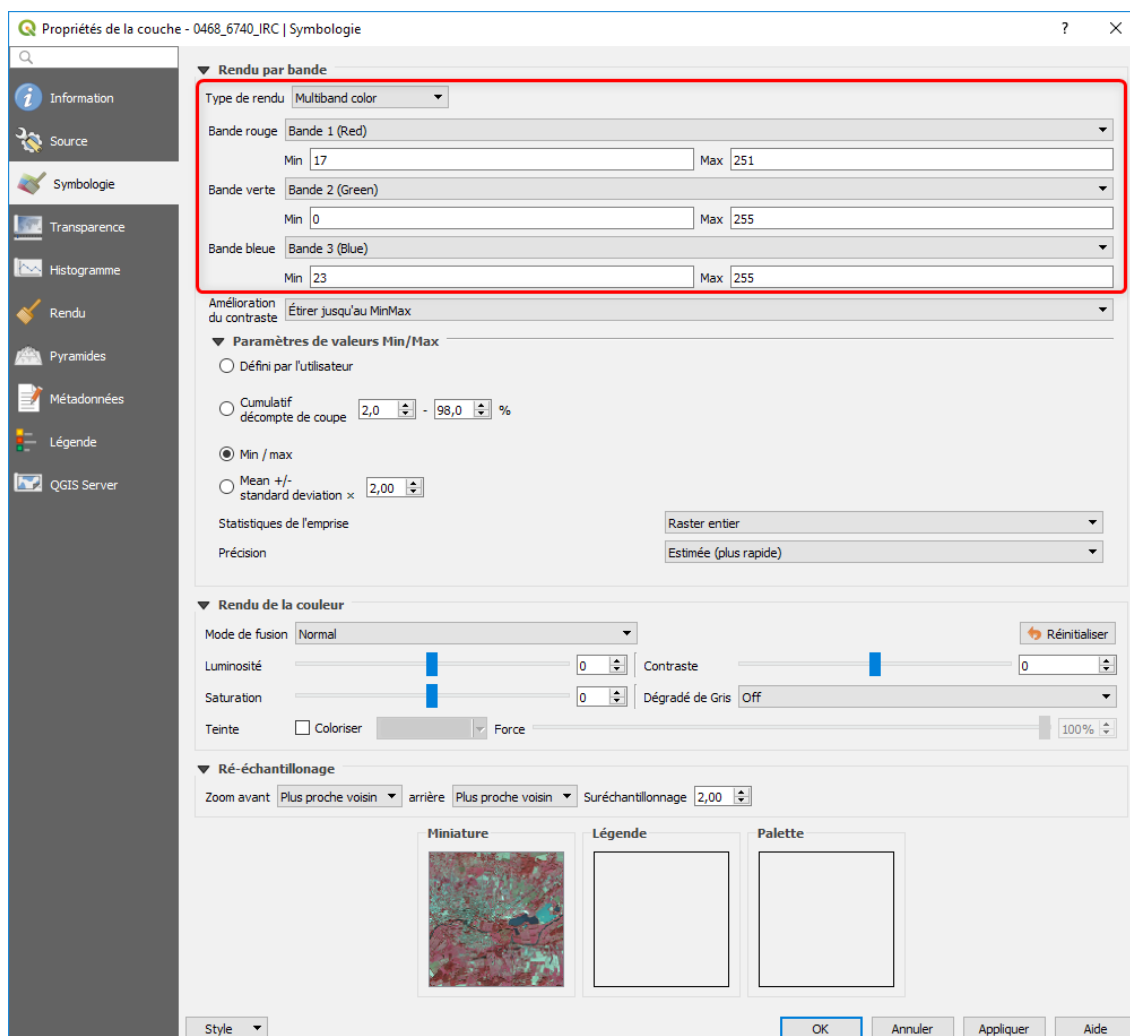 Propriétés de la couche - 0468_6740_IRC | Symbologie
?
Information
Source
Symbologie
Transparence
Histogramme
Rendu
Pyramides
Métadonnées
Légende
QGIS Server
Rendu par bande
Type de rendu Multiband color
Bande rouge Bande 1 (Red)
Min 17 Max 251
Bande verte Bande 2 (Green)
Min 0 Max 255
Bande bleue Bande 3 (Blue)
Min 23 Max 255
Amélioration
du contraste Étirer jusqu'au MinMax
Paramètres de valeurs Min/Max
Défini par l'utilisateur
Cumulatif
décompte de coupe 2,0 - 98,0 %
Min / max
Mean +/-
standard deviation × 2,00
Statistiques de l'emprise Raster entier
Précision Estimée (plus rapide)
Rendu de la couleur
Mode de fusion Normal Réinitialiser
Luminosité 0 Contraste 0
Saturation 0 Dégradé de Gris Off
Teinte Coloriser Force 100%
Ré-échantillonage
Zoom avant Plus proche voisin arrière Plus proche voisin Suréchantillonnage 2,00
Miniature Légende Palette
Style OK Annuler Appliquer Aide